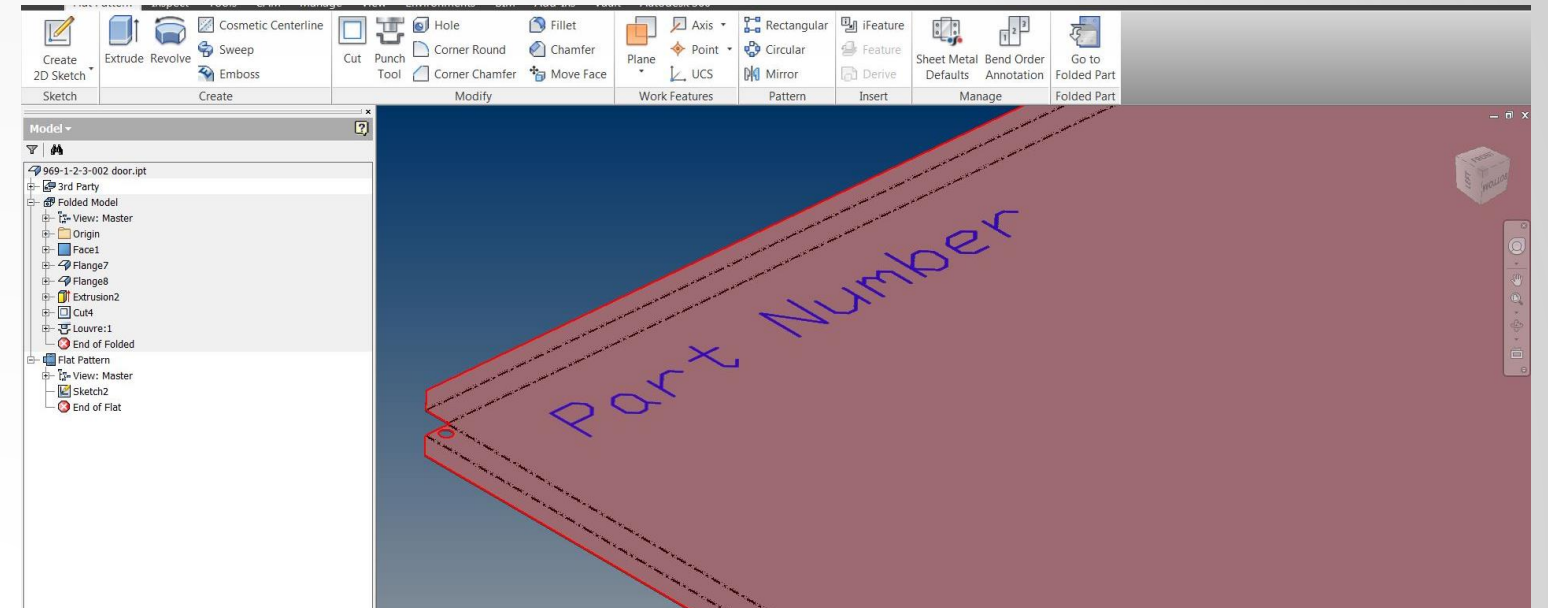 Cosmetic Centerline
Hole
Fillet
Axis
Rectangular
iFeature
Sweep
Corner Round
Chamfer
Point
Circular
Feature
Create
2D Sketch
Extrude Revolve
Cut
Punch
Tool
Plane
Sheet Metal
Defaults
Bend Order
Annotation
Go to
Folded Part
Emboss
Corner Chamfer
Move Face
UCS
Mirror
Derive
Sketch
Create
Modify
Work Features
Pattern
Insert
Manage
Folded Part
Model
969-1-2-3-002 door.ipt
3rd Party
Folded Model
View: Master
Origin
Face1
Flange7
Flange8
Extrusion2
Cut4
Louvre:1
End of Folded
Flat Pattern
View: Master
Sketch2
End of Flat
Part Number
FRONT
LEFT
BOTTOM